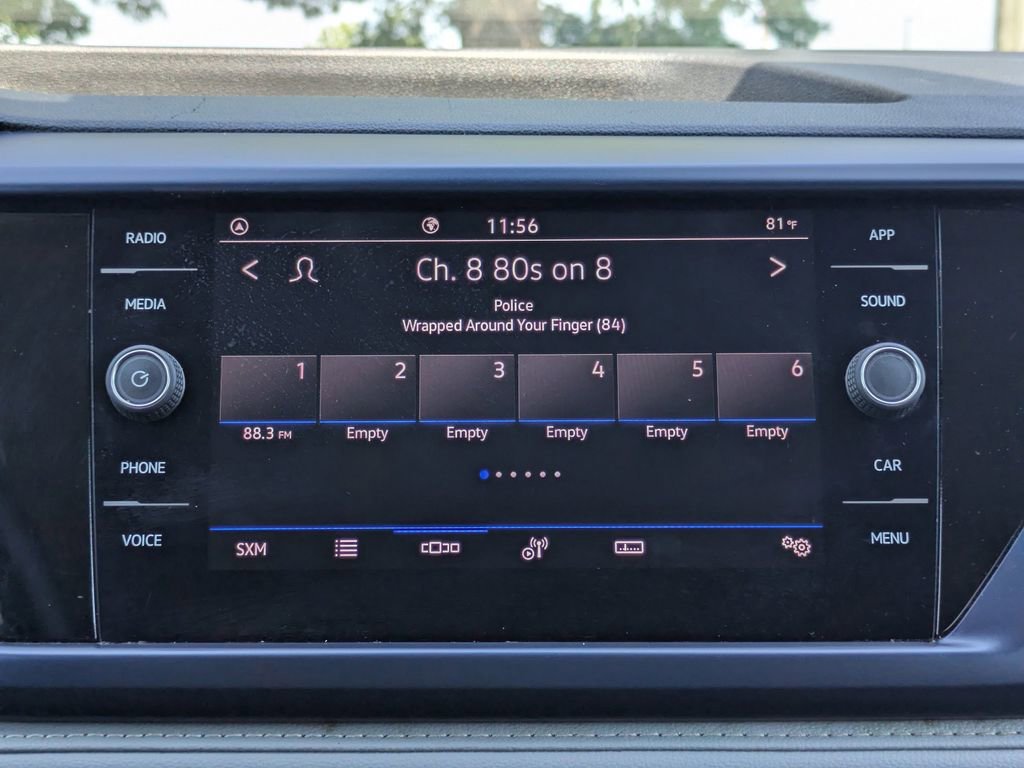 RADIO
11:56
81°F
APP
Ch. 8 80s on 8
MEDIA
Police
Wrapped Around Your Finger (84)
SOUND
1 2 3 4 5 6
88.3 FM Empty Empty Empty Empty Empty
PHONE
CAR
VOICE
SXM
MENU